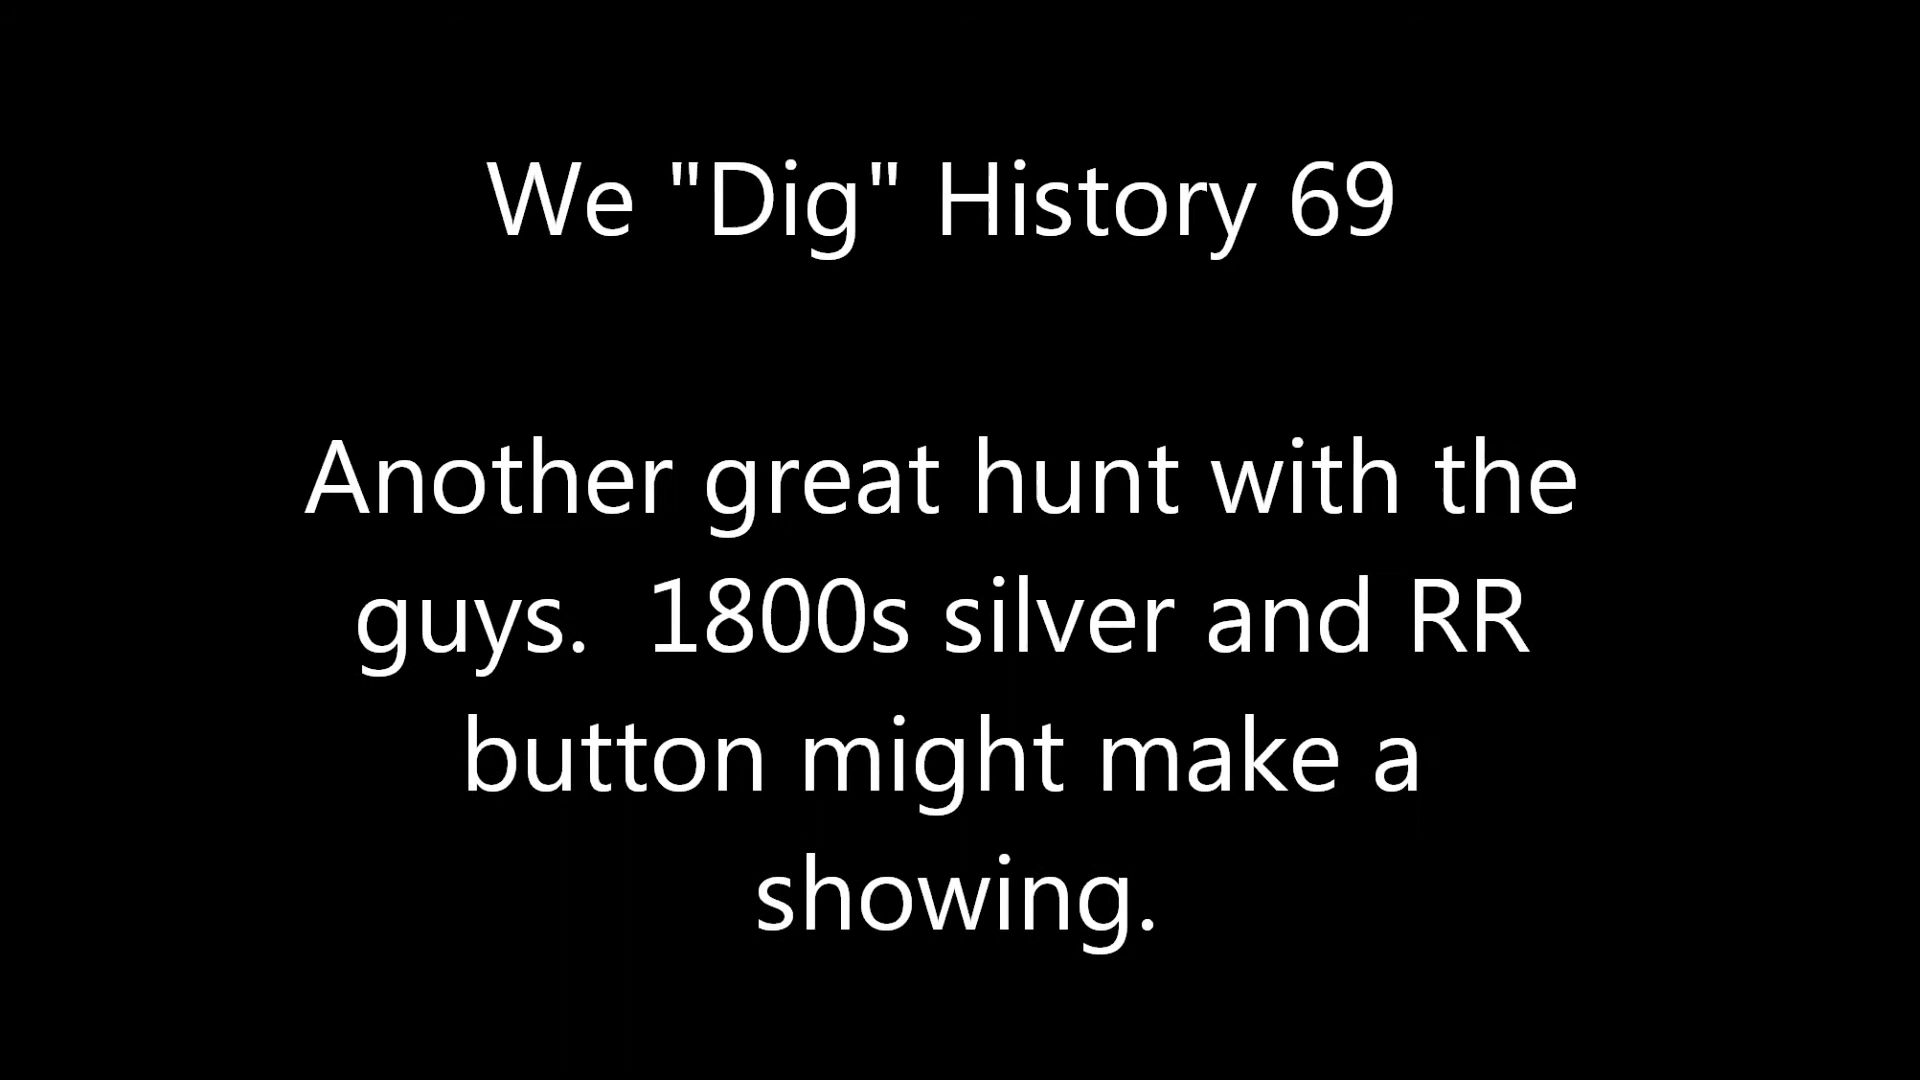 We "Dig" History 69
Another great hunt with the
guys.  1800s silver and RR
button might make a
showing.